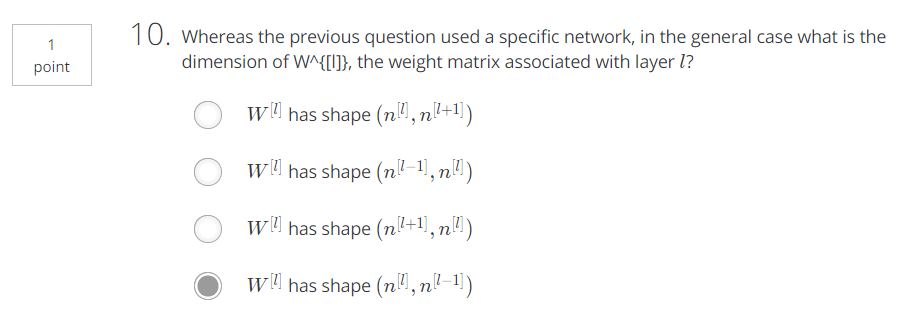 1
point
10. Whereas the previous question used a specific network, in the general case what is the
dimension of W^{[l]}, the weight matrix associated with layer l?
W^{[l]} has shape (n^{[l]}, n^{[l+1]})
W^{[l]} has shape (n^{[l-1]}, n^{[l]})
W^{[l]} has shape (n^{[l+1]}, n^{[l]})
W^{[l]} has shape (n^{[l]}, n^{[l-1]})